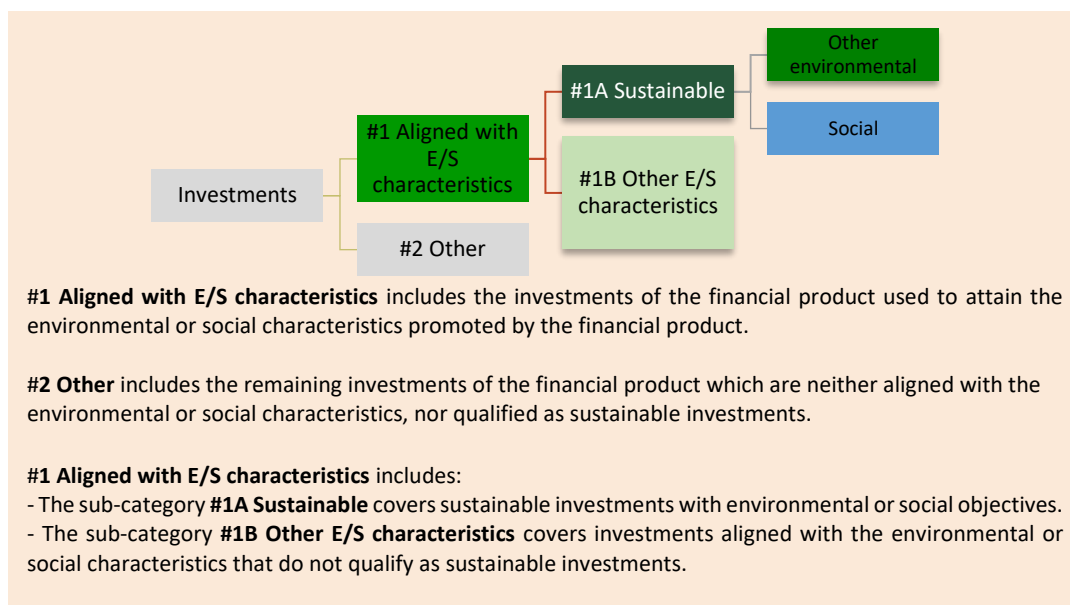 Other
environmental
#1A Sustainable
#1 Aligned with
E/S
characteristics
Social
#1B Other E/S
characteristics
Investments
#2 Other
#1 Aligned with E/S characteristics includes the investments of the financial product used to attain the
environmental or social characteristics promoted by the financial product.
#2 Other includes the remaining investments of the financial product which are neither aligned with the
environmental or social characteristics, nor qualified as sustainable investments.
#1 Aligned with E/S characteristics includes:
- The sub-category #1A Sustainable covers sustainable investments with environmental or social objectives.
- The sub-category #1B Other E/S characteristics covers investments aligned with the environmental or
social characteristics that do not qualify as sustainable investments.